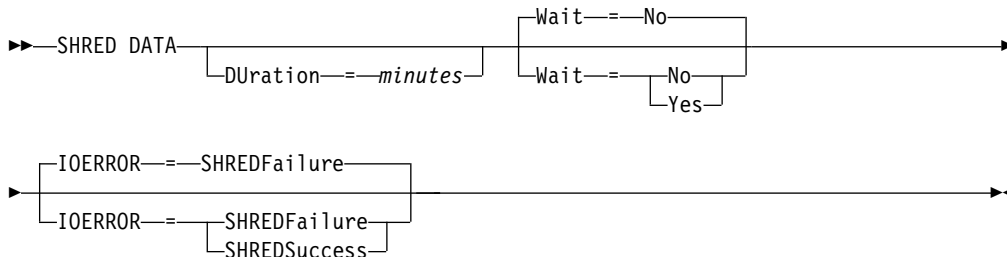 Wait = No
SHRED DATA
DUration = minutes
Wait = No
Yes
IOERROR = SHREDFailure
IOERROR = SHREDFailure
SHREDSuccess